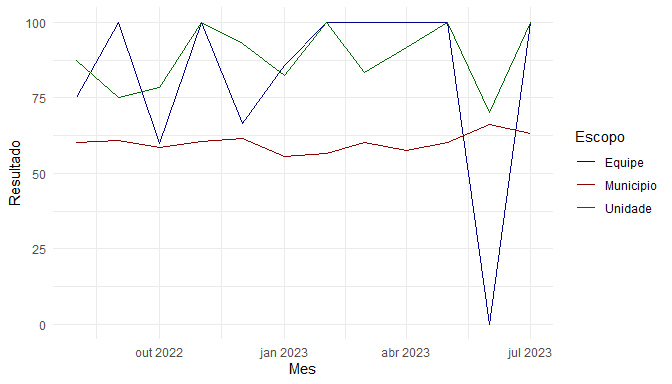 Resultado
100
75
50
25
0
out 2022
jan 2023
abr 2023
jul 2023
Mes
Escopo
Equipe
Municipio
Unidade